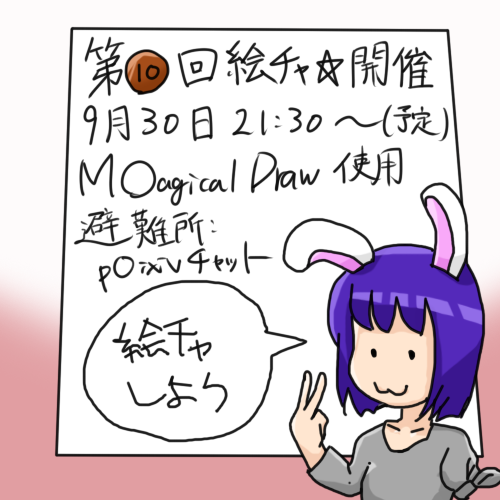 第10回絵チャ☆開催
9月30日 21:30～(予定)
MOagical Draw 使用
避難所:
pOixivチャット
絵チャ
しよう